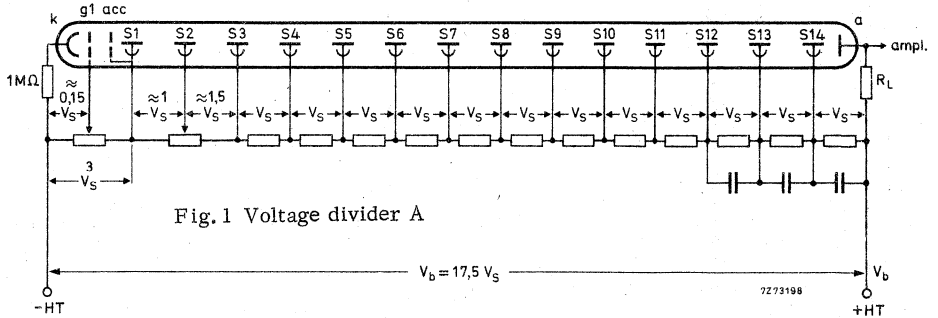 k g1 acc S1 S2 S3 S4 S5 S6 S7 S8 S9 S10 S11 S12 S13 S14 a
ampl.
1MΩ
R_L
≈ 0,15 V_S
≈1 V_S
≈1,5 V_S
V_S V_S V_S V_S V_S V_S V_S V_S V_S V_S V_S V_S
3 V_S
Fig. 1 Voltage divider A
V_b = 17,5 V_S
V_b
7Z73198
-HT
+HT